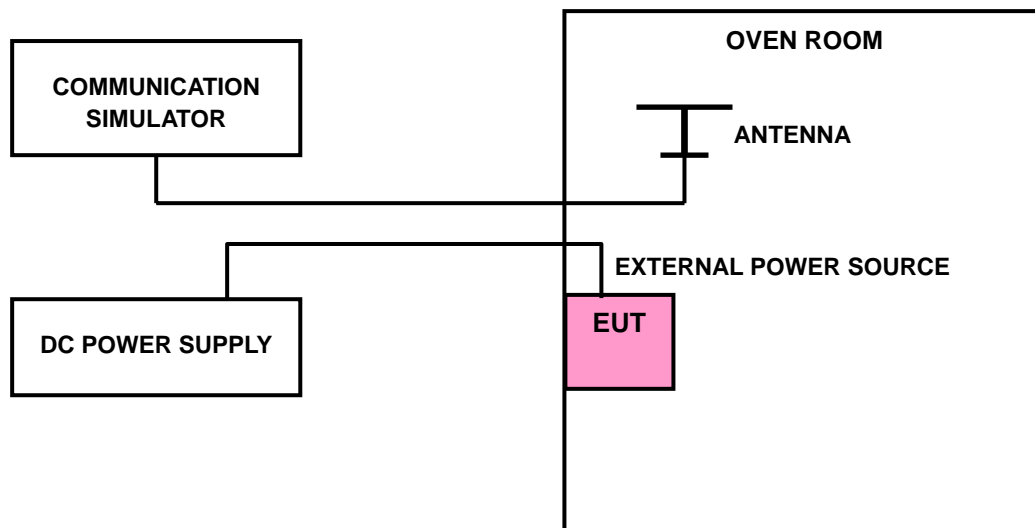 OVEN ROOM
COMMUNICATION
SIMULATOR
ANTENNA
EXTERNAL POWER SOURCE
EUT
DC POWER SUPPLY